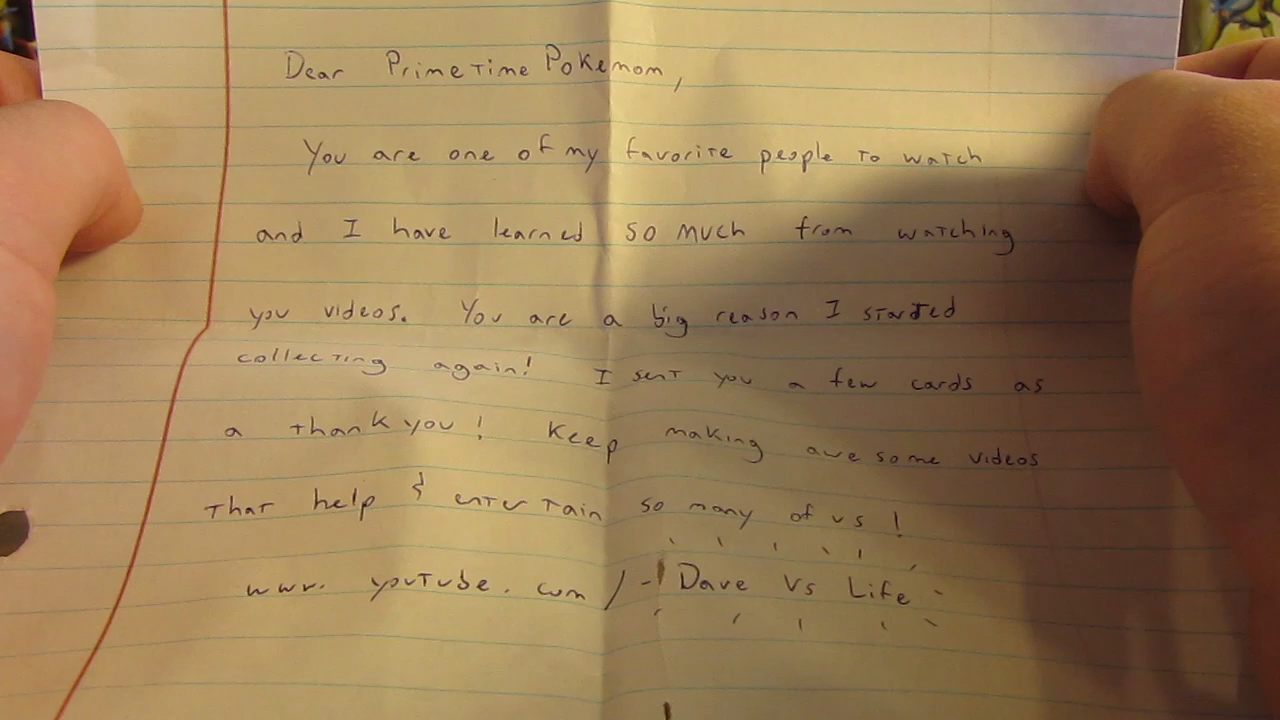 Dear PrimeTime Pokemom,
You are one of my favorite people to watch
and I have learned so much from watching
you videos. You are a big reason I started
collecting again! I sent you a few cards as
a thank you! Keep making awesome videos
that help & entertain so many of us!
www. youtube. com / - Dave Vs Life -